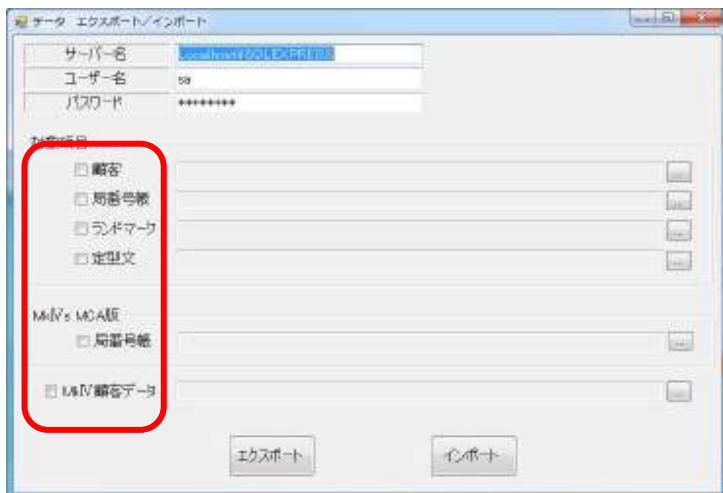 データ エクスポート/インポート
サーバー名 Localhost¥SQLEXPRESS
ユーザー名 sa
パスワード ********
対象項目
顧客 ...
局番号帳 ...
ランドマーク ...
定型文 ...
MkⅣs MCA版
局番号帳 ...
MkⅣ顧客データ ...
エクスポート インポート